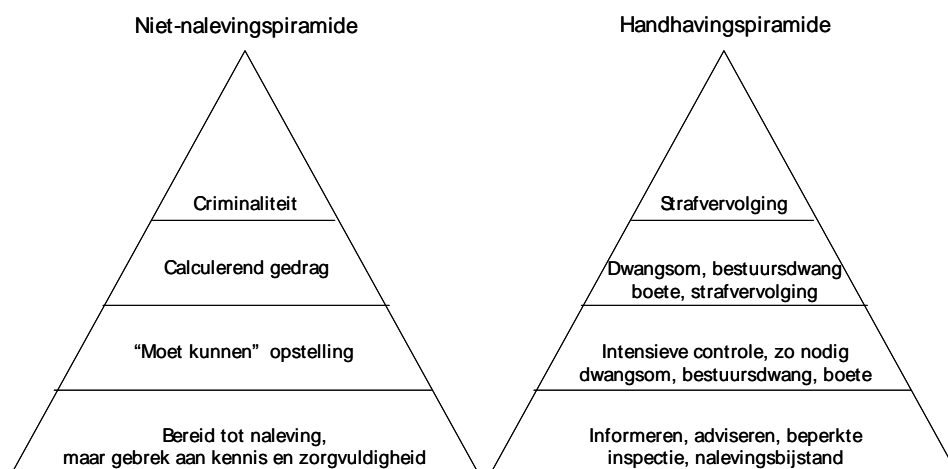 Niet-nalevingspiramide
Criminaliteit
Calculerend gedrag
“Moet kunnen” opstelling
Bereid tot naleving,
maar gebrek aan kennis en zorgvuldigheid
Handhavingspiramide
Strafvervolging
Dwangsom, bestuursdwang
boete, strafvervolging
Intensieve controle, zo nodig
dwangsom, bestuursdwang, boete
Informeren, adviseren, beperkte
inspectie, nalevingsbijstand